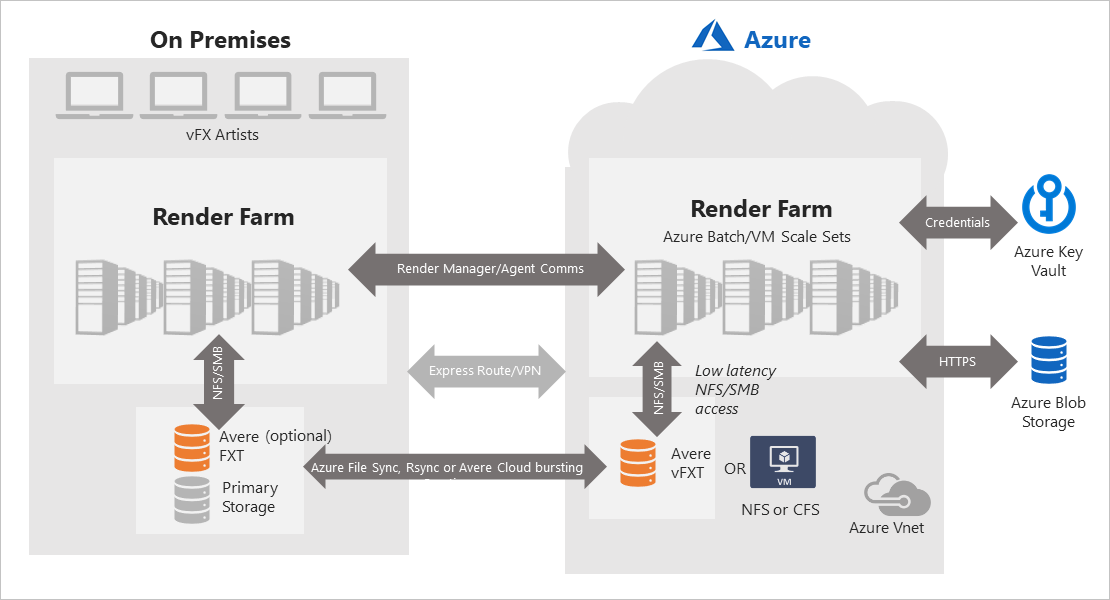 On Premises
Azure
vFX Artists
Render Farm
Render Farm
Azure Batch/VM Scale Sets
Credentials
Azure Key
Vault
Render Manager/Agent Comms
NFS/SMB
Express Route/VPN
NFS/SMB
Low latency
NFS/SMB
access
HTTPS
Azure Blob
Storage
Avere (optional)
FXT
Primary
Storage
Azure File Sync, Rsync or Avere Cloud bursting
Avere
vFXT
OR
VM
NFS or CFS
Azure Vnet